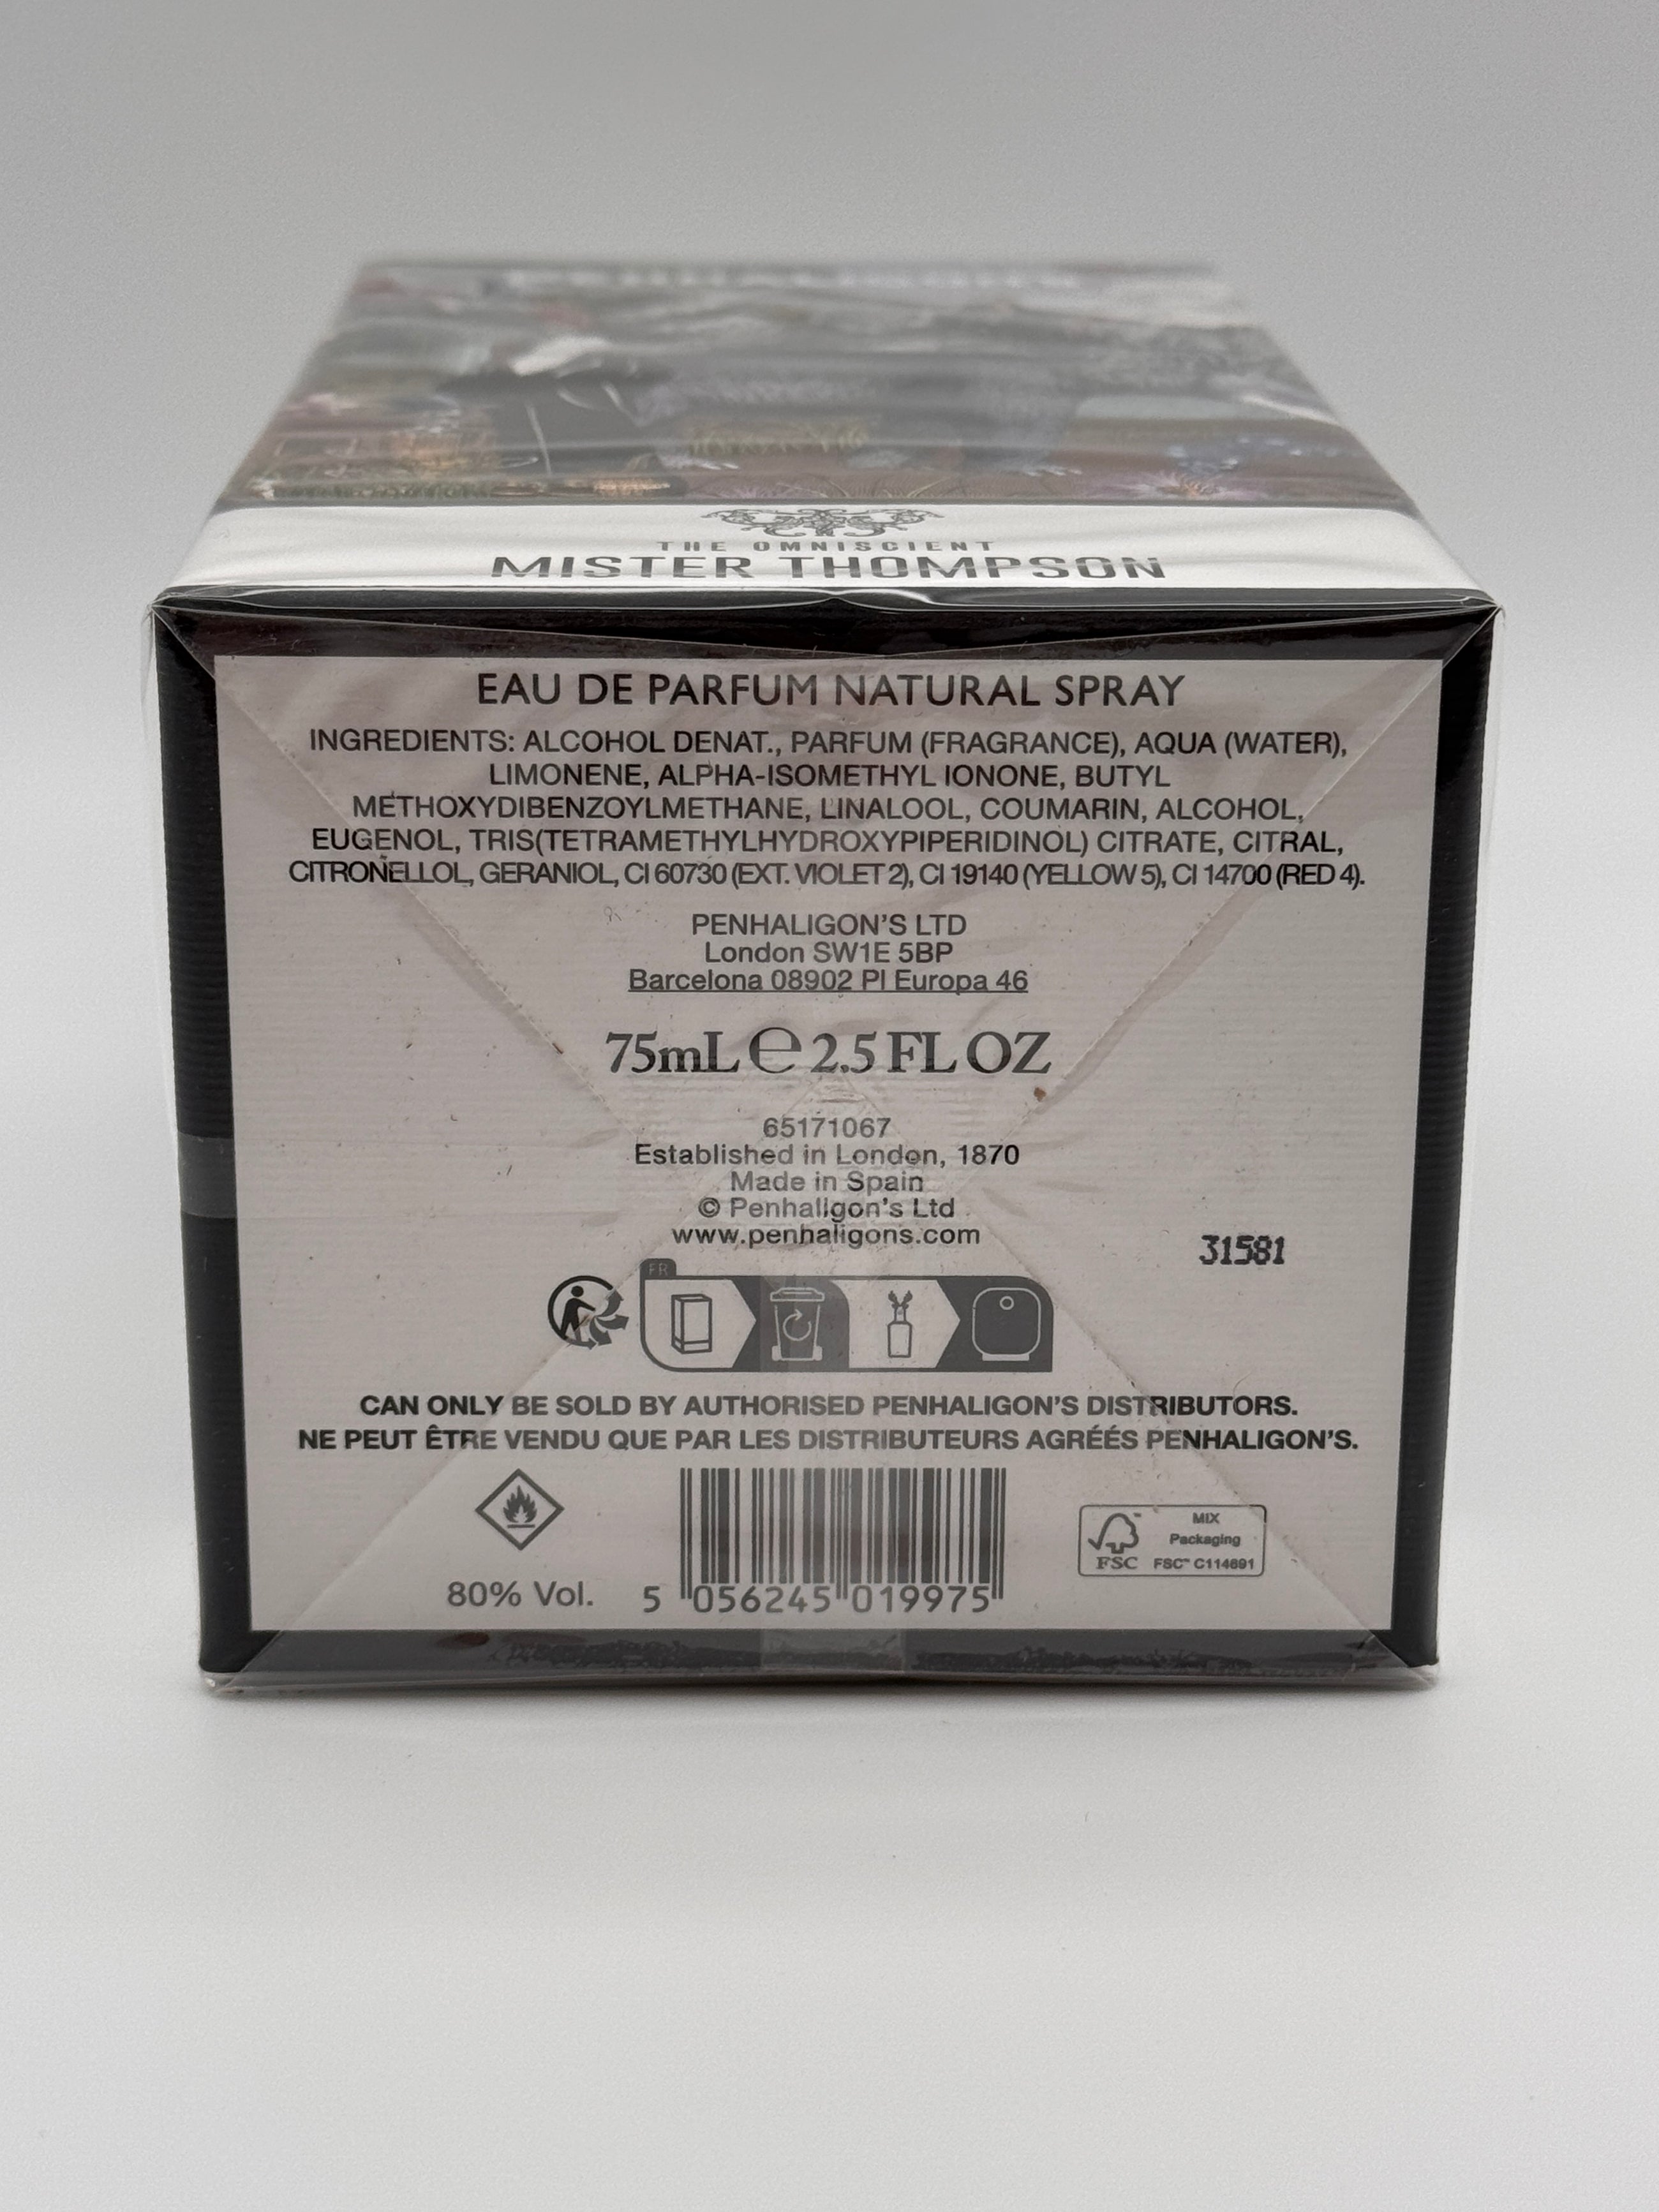 PENHALIGON'S
THE OMNISCIENT
MISTER THOMPSON
EAU DE PARFUM NATURAL SPRAY
INGREDIENTS: ALCOHOL DENAT., PARFUM (FRAGRANCE), AQUA (WATER),
LIMONENE, ALPHA-ISOMETHYL IONONE, BUTYL
METHOXYDIBENZOYLMETHANE, LINALOOL, COUMARIN, ALCOHOL,
EUGENOL, TRIS(TETRAMETHYLHYDROXYPIPERIDINOL) CITRATE, CITRAL,
CITRONELLOL, GERANIOL, CI 60730 (EXT. VIOLET 2), CI 19140 (YELLOW 5), CI 14700 (RED 4).
PENHALIGON'S LTD
London SW1E 5BP
Barcelona 08902 Pl Europa 46
75mL ℮ 2.5 FL OZ
65171067
Established in London, 1870
Made in Spain
© Penhaligon's Ltd
www.penhaligons.com
31581
FR
CAN ONLY BE SOLD BY AUTHORISED PENHALIGON'S DISTRIBUTORS.
NE PEUT ÊTRE VENDU QUE PAR LES DISTRIBUTEURS AGRÉÉS PENHALIGON'S.
80% Vol.
5 056245 019975
FSC
MIX
Packaging
FSC™ C114691